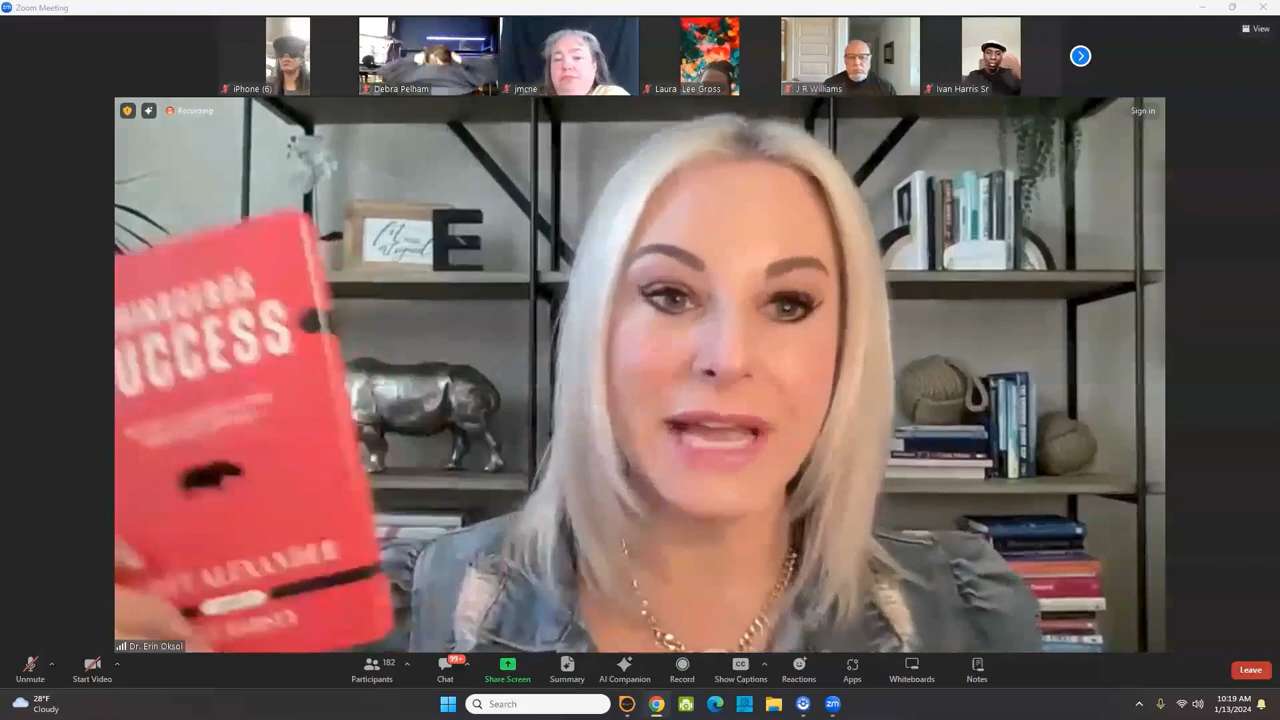 Zoom Meeting
View
iPhone (6)
Debra Pelham
jmcne
Laura Lee Gross
J R Williams
Ivan Harris Sr
Recording
Sign in
E
UCCESS
ALEXANDER
Dr. Erin Oksol
Unmute
Start Video
182
Participants
99+
Chat
Share Screen
Summary
AI Companion
Record
CC
Show Captions
Reactions
Apps
Whiteboards
Notes
Leave
28°F
Cloudy
Search
zm
10:19 AM
1/13/2024